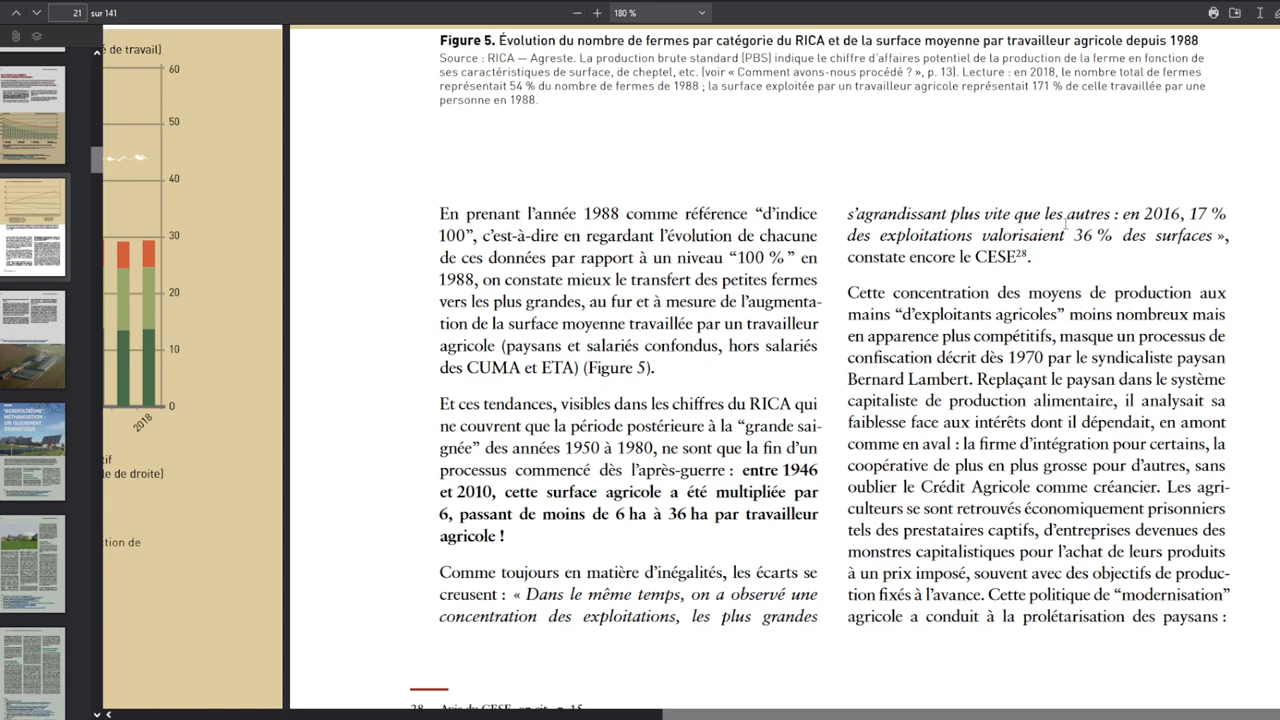 21 sur 141
180 %
é de travail)
60
50
40
30
20
10
0
2018
tif
le de droite)
ction de
"AGRIVOLTAÏSME",
MÉTHANISATION :
UN GLISSEMENT
DRAMATIQUE
Figure 5. Évolution du nombre de fermes par catégorie du RICA et de la surface moyenne par travailleur agricole depuis 1988
Source : RICA — Agreste. La production brute standard (PBS) indique le chiffre d'affaires potentiel de la production de la ferme en fonction de
ses caractéristiques de surface, de cheptel, etc. (voir « Comment avons-nous procédé ? », p. 13). Lecture : en 2018, le nombre total de fermes
représentait 54 % du nombre de fermes de 1988 ; la surface exploitée par un travailleur agricole représentait 171 % de celle travaillée par une
personne en 1988.
En prenant l'année 1988 comme référence "d'indice
100", c'est-à-dire en regardant l'évolution de chacune
de ces données par rapport à un niveau "100 %" en
1988, on constate mieux le transfert des petites fermes
vers les plus grandes, au fur et à mesure de l'augmenta-
tion de la surface moyenne travaillée par un travailleur
agricole (paysans et salariés confondus, hors salariés
des CUMA et ETA) (Figure 5).
Et ces tendances, visibles dans les chiffres du RICA qui
ne couvrent que la période postérieure à la "grande sai-
gnée" des années 1950 à 1980, ne sont que la fin d'un
processus commencé dès l'après-guerre : entre 1946
et 2010, cette surface agricole a été multipliée par
6, passant de moins de 6 ha à 36 ha par travailleur
agricole !
Comme toujours en matière d'inégalités, les écarts se
creusent : « Dans le même temps, on a observé une
concentration des exploitations, les plus grandes
s'agrandissant plus vite que les autres : en 2016, 17 %
des exploitations valorisaient 36 % des surfaces »,
constate encore le CESE28.
Cette concentration des moyens de production aux
mains "d'exploitants agricoles" moins nombreux mais
en apparence plus compétitifs, masque un processus de
confiscation décrit dès 1970 par le syndicaliste paysan
Bernard Lambert. Replaçant le paysan dans le système
capitaliste de production alimentaire, il analysait sa
faiblesse face aux intérêts dont il dépendait, en amont
comme en aval : la firme d'intégration pour certains, la
coopérative de plus en plus grosse pour d'autres, sans
oublier le Crédit Agricole comme créancier. Les agri-
culteurs se sont retrouvés économiquement prisonniers
tels des prestataires captifs, d'entreprises devenues des
monstres capitalistiques pour l'achat de leurs produits
à un prix imposé, souvent avec des objectifs de produc-
tion fixés à l'avance. Cette politique de "modernisation"
agricole a conduit à la prolétarisation des paysans :
28 Avis du CESE, op.cit., p. 15